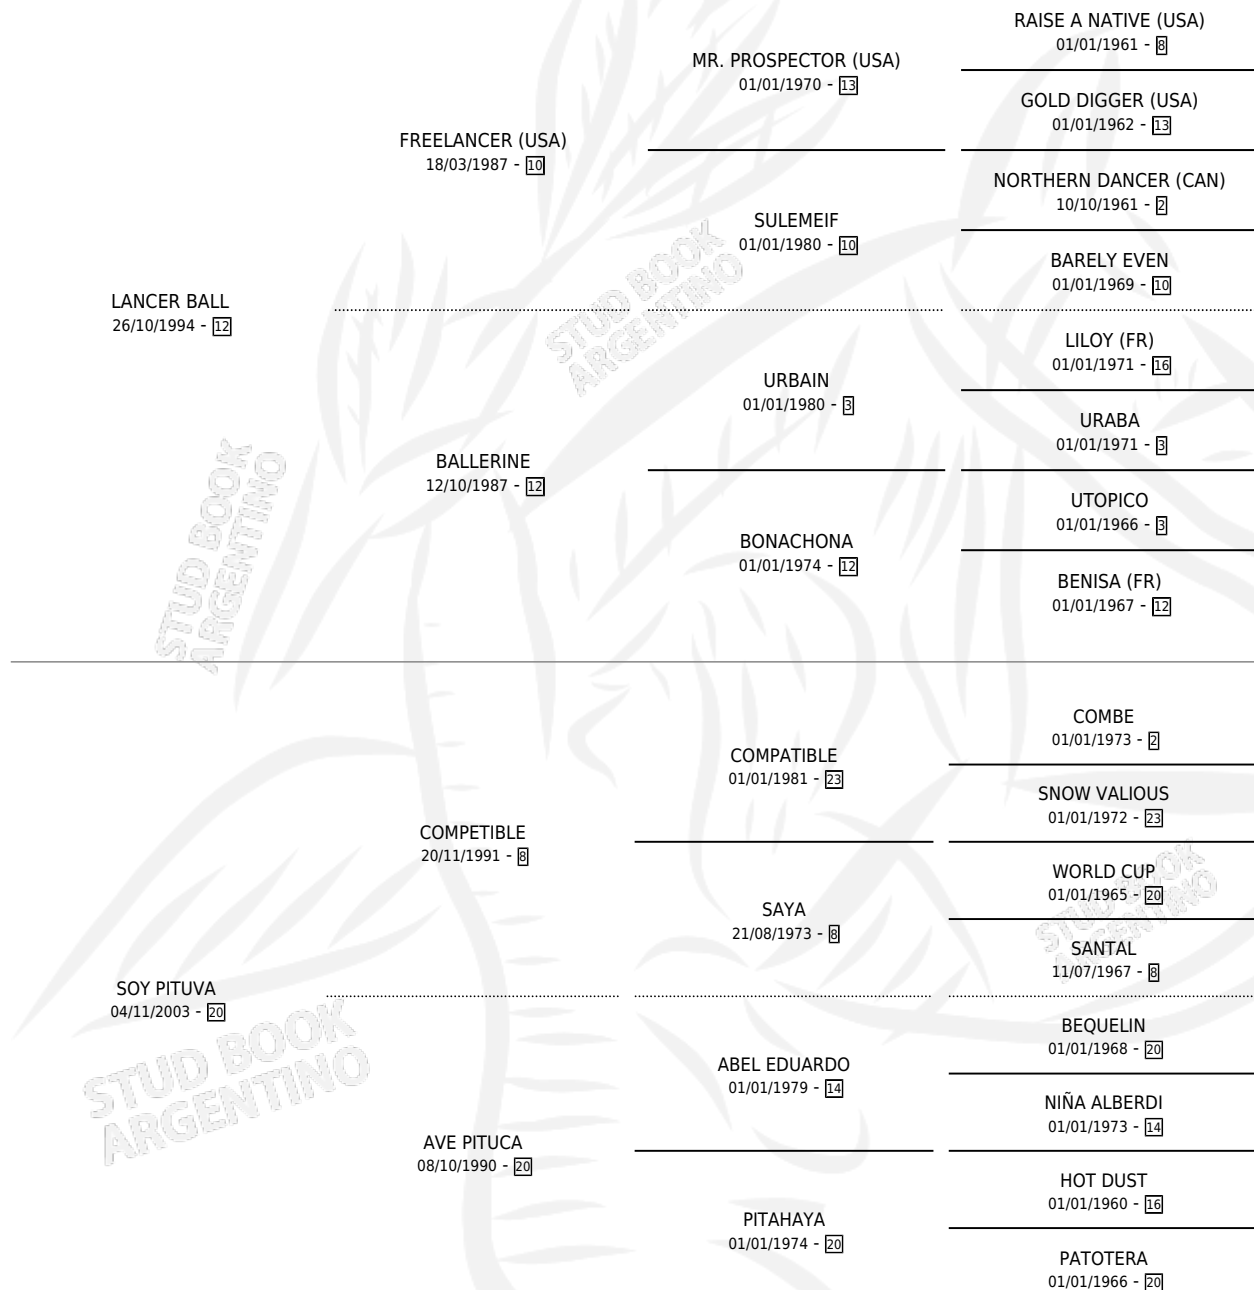 RAISE A NATIVE (USA)
01/01/1961 - 8
MR. PROSPECTOR (USA)
01/01/1970 - 13
GOLD DIGGER (USA)
01/01/1962 - 13
FREELANCER (USA)
18/03/1987 - 10
NORTHERN DANCER (CAN)
10/10/1961 - 2
SULEMEIF
01/01/1980 - 10
BARELY EVEN
01/01/1969 - 10
LANCER BALL
26/10/1994 - 12
LILOY (FR)
01/01/1971 - 16
URBAIN
01/01/1980 - 3
URABA
01/01/1971 - 3
BALLERINE
12/10/1987 - 12
UTOPICO
01/01/1966 - 3
BONACHONA
01/01/1974 - 12
BENISA (FR)
01/01/1967 - 12
COMBE
01/01/1973 - 2
COMPATIBLE
01/01/1981 - 23
SNOW VALIOUS
01/01/1972 - 23
COMPETIBLE
20/11/1991 - 8
WORLD CUP
01/01/1965 - 20
SAYA
21/08/1973 - 8
SANTAL
11/07/1967 - 8
SOY PITUVA
04/11/2003 - 20
BEQUELIN
01/01/1968 - 20
ABEL EDUARDO
01/01/1979 - 14
NIÑA ALBERDI
01/01/1973 - 14
AVE PITUCA
08/10/1990 - 20
HOT DUST
01/01/1960 - 16
PITAHAYA
01/01/1974 - 20
PATOTERA
01/01/1966 - 20
STUD BOOK
ARGENTINO
STUD BOOK
ARGENTINO
STUD BOOK
ARGENTINO
STUD BOOK
ARGENTINO